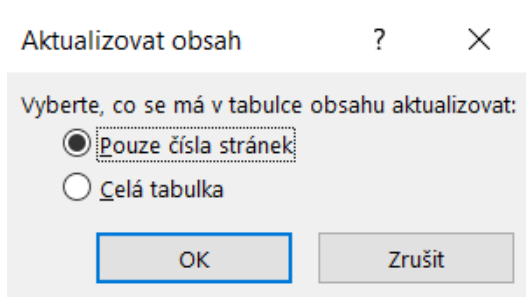 Aktualizovat obsah ?
Vyberte, co se má v tabulce obsahu aktualizovat:
Pouze čísla stránek
Celá tabulka
OK Zrušit